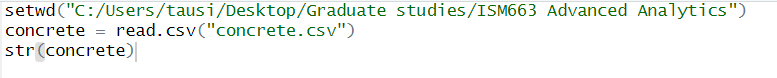 setwd("C:/Users/tausi/Desktop/Graduate studies/ISM663 Advanced Analytics")
concrete = read.csv("concrete.csv")
str(concrete)